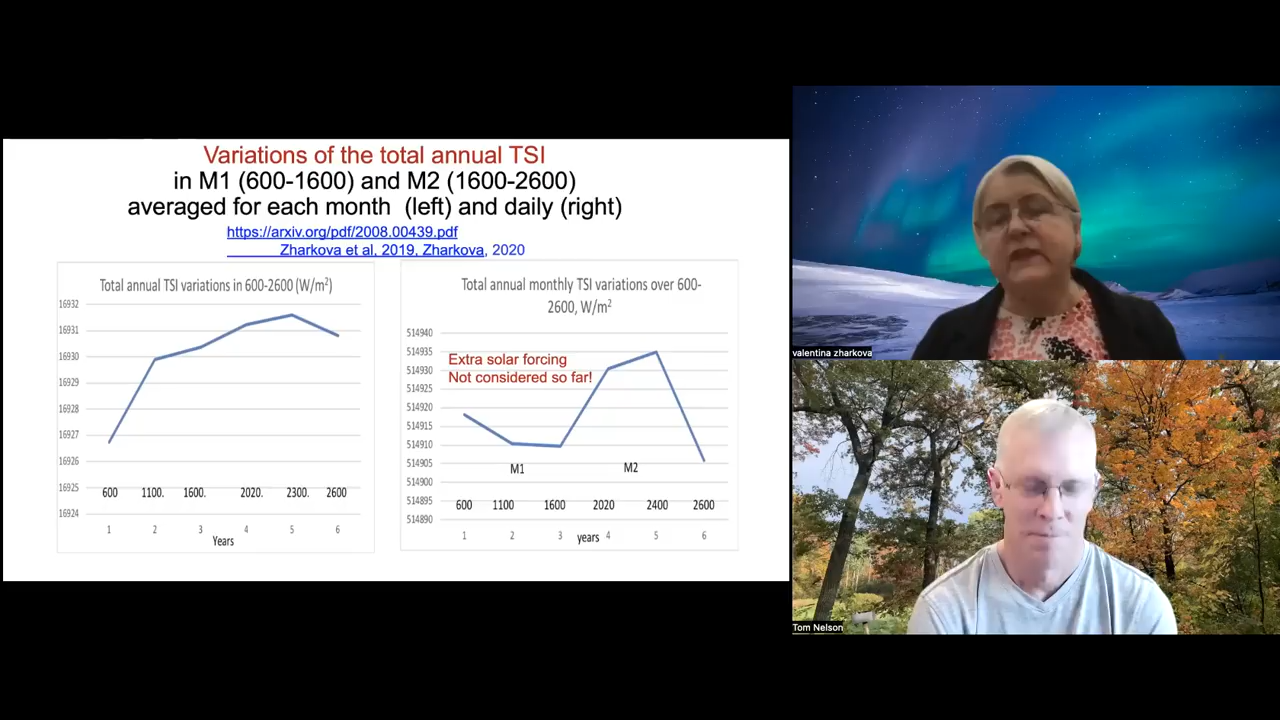 Variations of the total annual TSI
in M1 (600-1600) and M2 (1600-2600)
averaged for each month (left) and daily (right)
https://arxiv.org/pdf/2008.00439.pdf
Zharkova et al, 2019, Zharkova, 2020
Total annual TSI variations in 600-2600 (W/m²)
16932
16931
16930
16929
16928
16927
16926
16925
16924
600 1100. 1600. 2020. 2300. 2600
1 2 3 4 5 6
Years
Total annual monthly TSI variations over 600-
2600, W/m²
514940
514935
514930
514925
514920
514915
514910
514905
514900
514895
514890
Extra solar forcing
Not considered so far!
M1 M2
600 1100 1600 2020 2400 2600
1 2 3 years 4 5 6
valentina zharkova
Tom Nelson